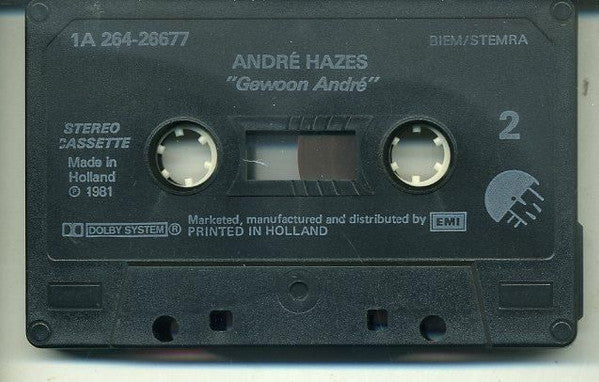 1A 264-26677
BIEM/STEMRA
ANDRÉ HAZES
"Gewoon André"
STEREO
CASSETTE
Made in
Holland
Ⓟ 1981
2
EMI
DOLBY SYSTEM ®
Marketed, manufactured and distributed by EMI
PRINTED IN HOLLAND